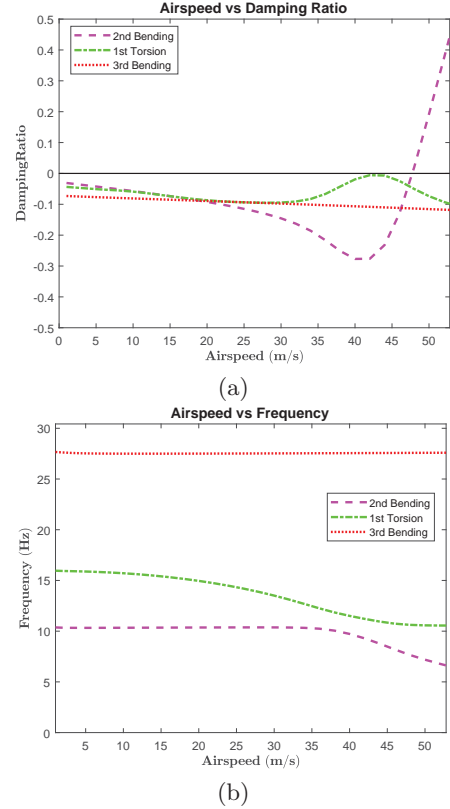 Airspeed vs Damping Ratio
0.5
0.4
0.3
0.2
0.1
0
-0.1
-0.2
-0.3
-0.4
-0.5
DampingRatio
2nd Bending
1st Torsion
3rd Bending
0 5 10 15 20 25 30 35 40 45 50
Airspeed (m/s)
(a)
Airspeed vs Frequency
30
25
20
15
10
5
0
Frequency (Hz)
2nd Bending
1st Torsion
3rd Bending
5 10 15 20 25 30 35 40 45 50
Airspeed (m/s)
(b)